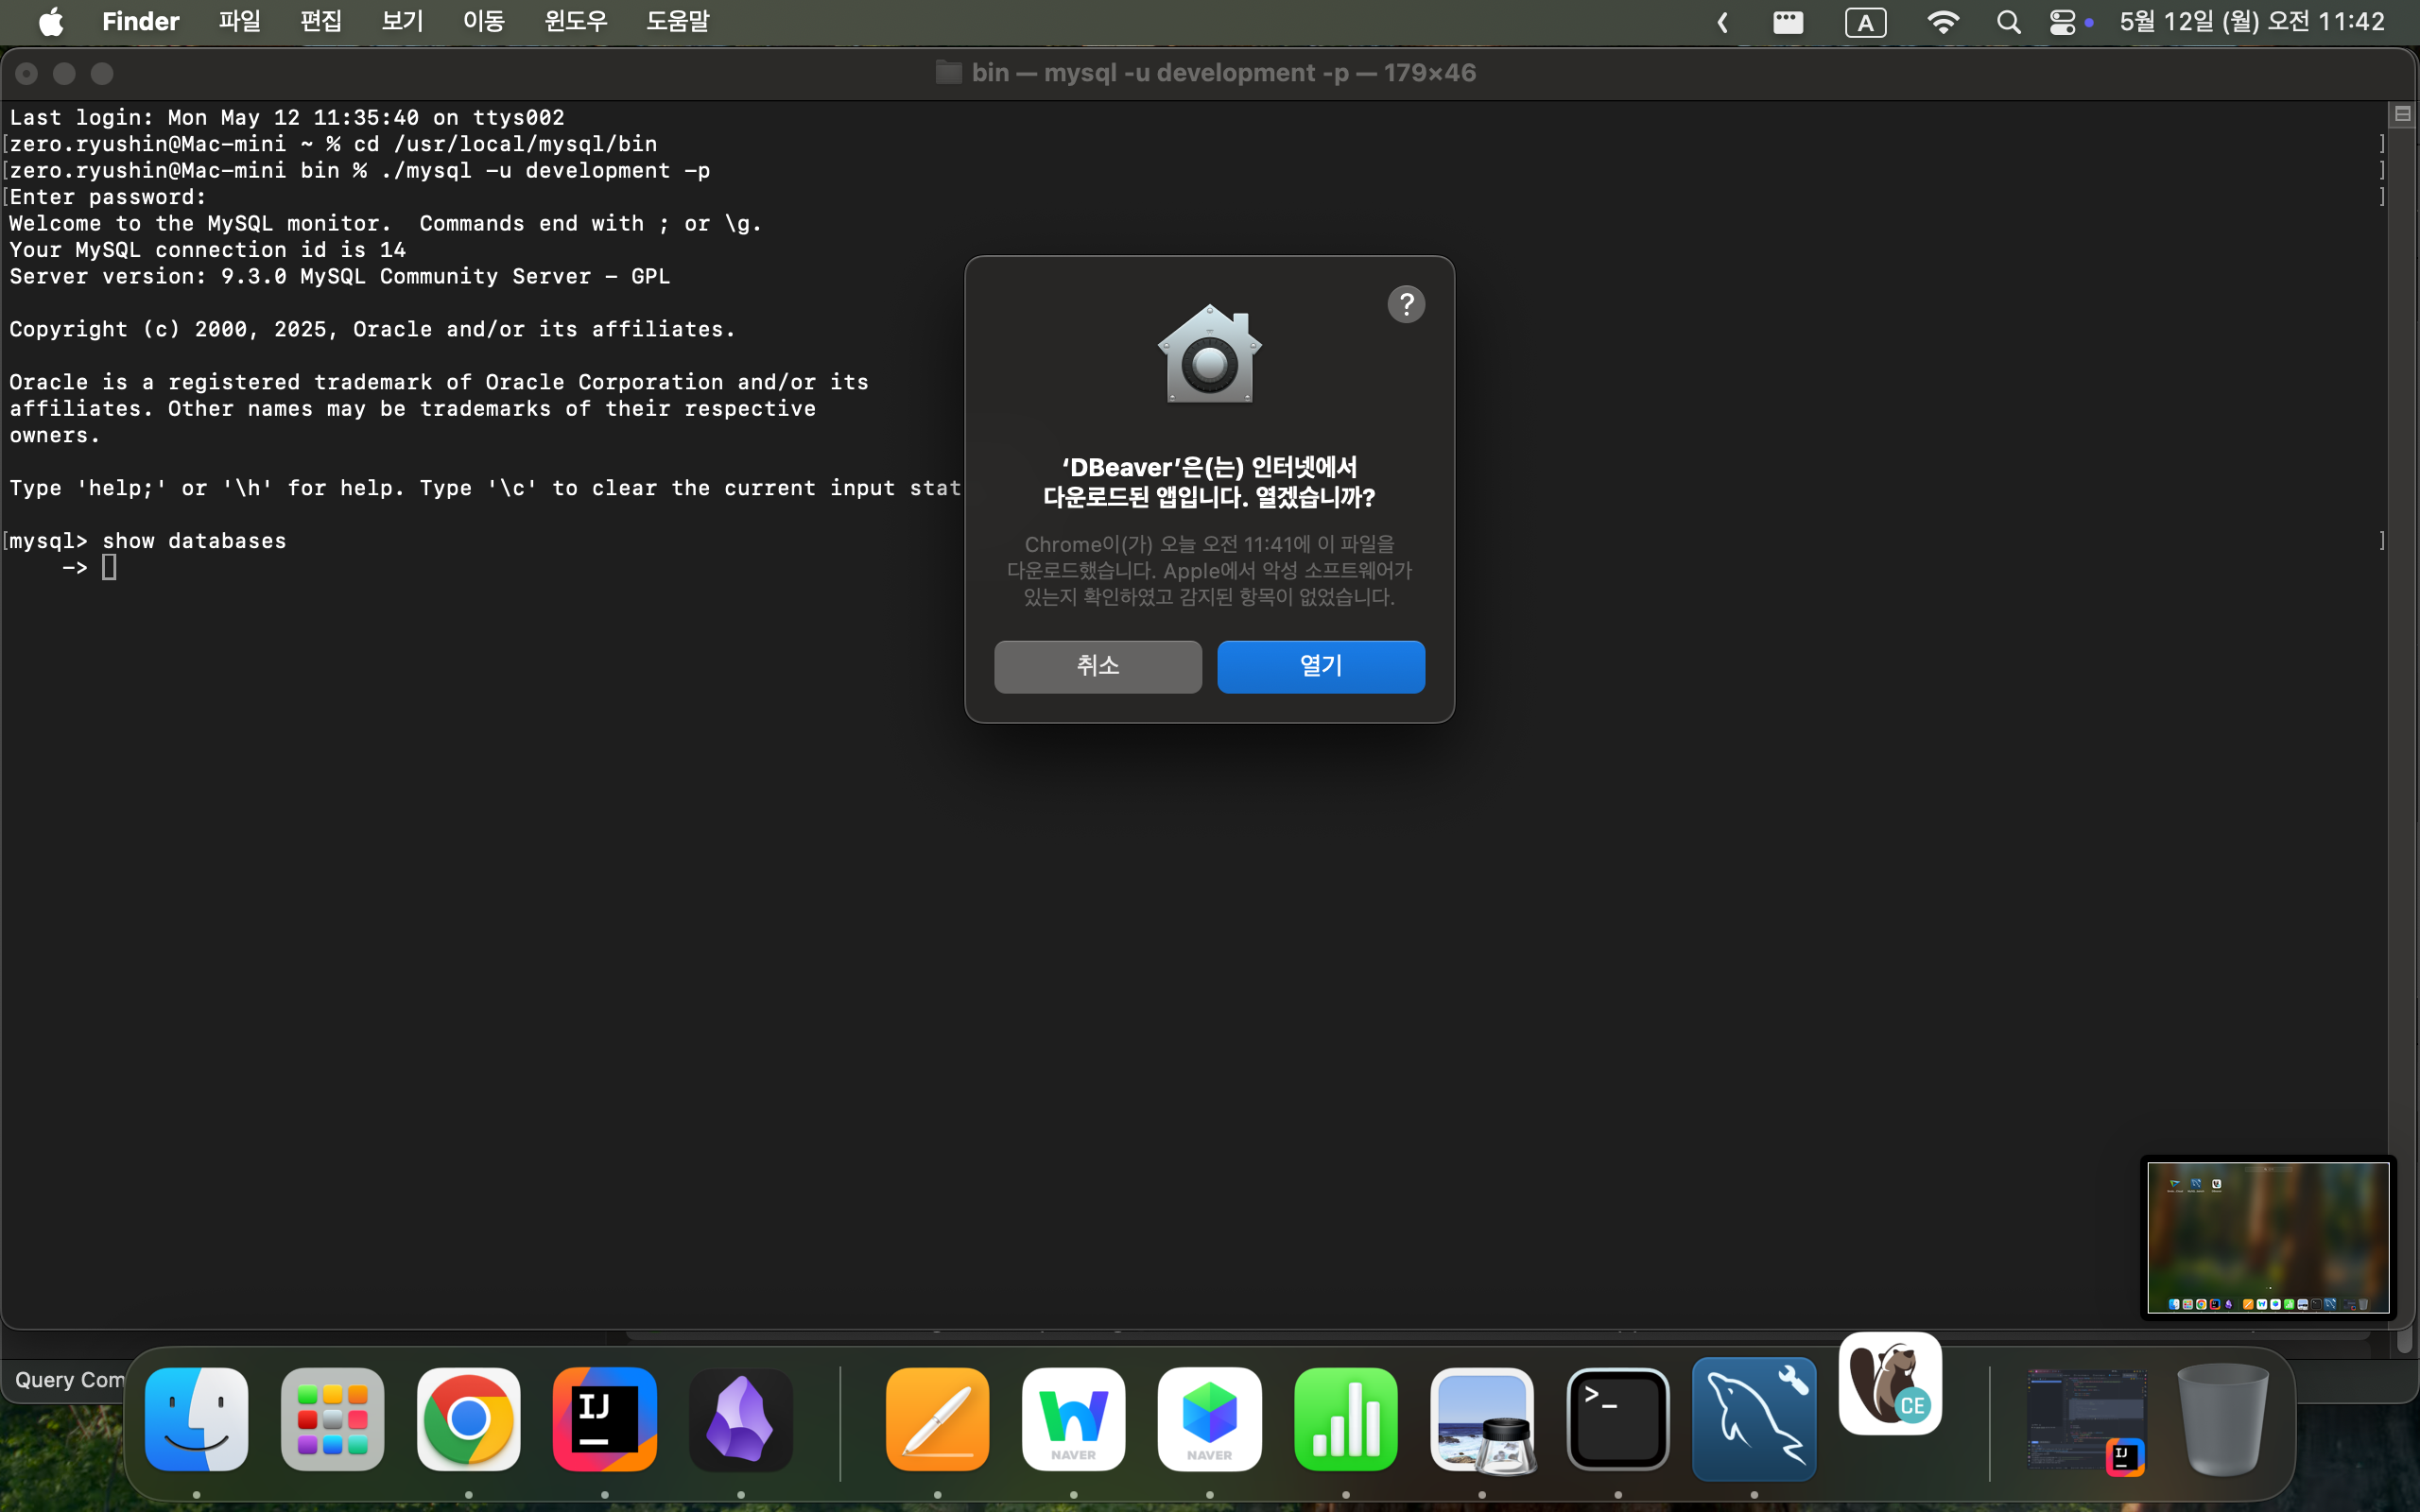 Finder 파일 편집 보기 이동 윈도우 도움말 A 5월 12일 (월) 오전 11:42
bin — mysql -u development -p — 179×46
Last login: Mon May 12 11:35:40 on ttys002
[zero.ryushin@Mac-mini ~ % cd /usr/local/mysql/bin ]
[zero.ryushin@Mac-mini bin % ./mysql -u development -p ]
[Enter password: ]
Welcome to the MySQL monitor.  Commands end with ; or \g.
Your MySQL connection id is 14
Server version: 9.3.0 MySQL Community Server - GPL
Copyright (c) 2000, 2025, Oracle and/or its affiliates.
Oracle is a registered trademark of Oracle Corporation and/or its
affiliates. Other names may be trademarks of their respective
owners.
Type 'help;' or '\h' for help. Type '\c' to clear the current input stat
[mysql> show databases ]
->
?
‘DBeaver’은(는) 인터넷에서
다운로드된 앱입니다. 열겠습니까?
Chrome이(가) 오늘 오전 11:41에 이 파일을
다운로드했습니다. Apple에서 악성 소프트웨어가
있는지 확인하였고 감지된 항목이 없었습니다.
취소 열기
Query Com
IJ
NAVER
NAVER
>_
CE
IJ